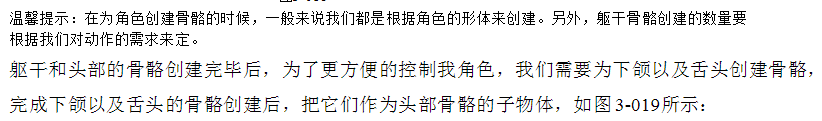 温馨提示：在为角色创建骨骼的时候，一般来说我们都是根据角色的形体来创建。另外，躯干骨骼创建的数量要
根据我们对动作的需求来定。
躯干和头部的骨骼创建完毕后，为了更方便的控制我角色，我们需要为下颌以及舌头创建骨骼，
完成下颌以及舌头的骨骼创建后，把它们作为头部骨骼的子物体，如图 3-019 所示：